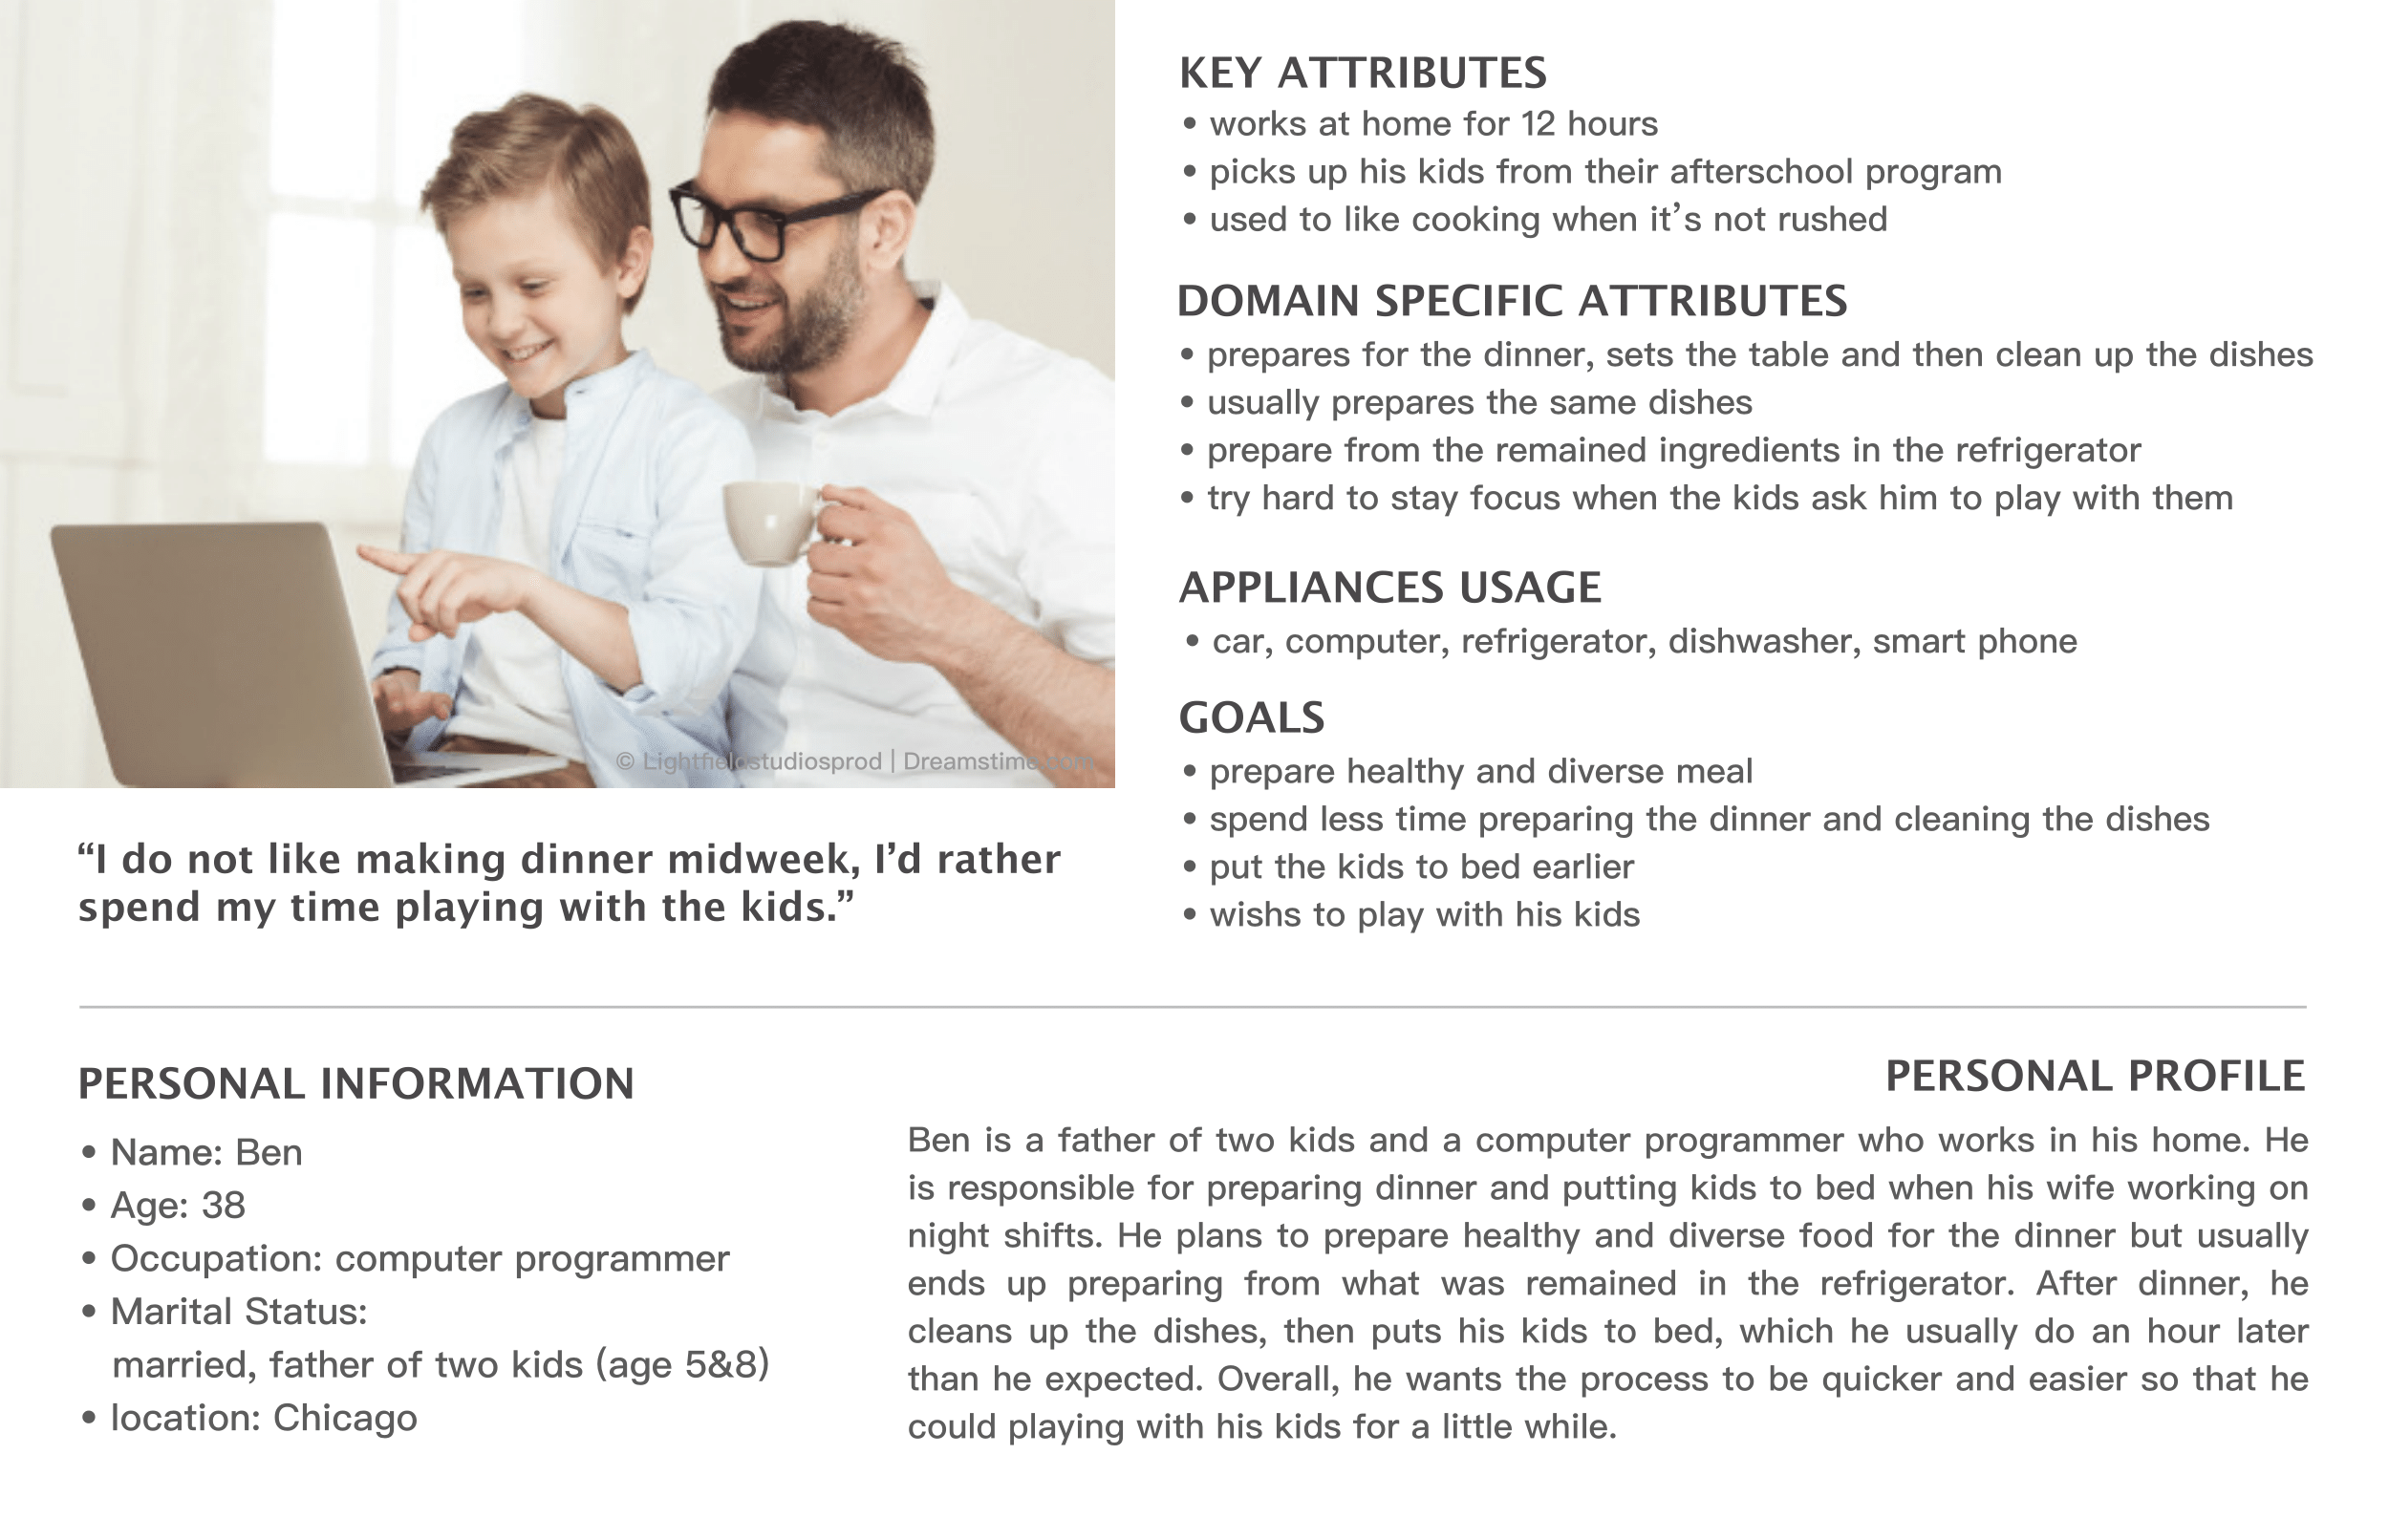 © Lightfieldstudiosprod | Dreamstime.com
“I do not like making dinner midweek, I’d rather
spend my time playing with the kids.”
KEY ATTRIBUTES
• works at home for 12 hours
• picks up his kids from their afterschool program
• used to like cooking when it’s not rushed
DOMAIN SPECIFIC ATTRIBUTES
• prepares for the dinner, sets the table and then clean up the dishes
• usually prepares the same dishes
• prepare from the remained ingredients in the refrigerator
• try hard to stay focus when the kids ask him to play with them
APPLIANCES USAGE
• car, computer, refrigerator, dishwasher, smart phone
GOALS
• prepare healthy and diverse meal
• spend less time preparing the dinner and cleaning the dishes
• put the kids to bed earlier
• wishs to play with his kids
PERSONAL INFORMATION
• Name: Ben
• Age: 38
• Occupation: computer programmer
• Marital Status:
married, father of two kids (age 5&8)
• location: Chicago
PERSONAL PROFILE
Ben is a father of two kids and a computer programmer who works in his home. He
is responsible for preparing dinner and putting kids to bed when his wife working on
night shifts. He plans to prepare healthy and diverse food for the dinner but usually
ends up preparing from what was remained in the refrigerator. After dinner, he
cleans up the dishes, then puts his kids to bed, which he usually do an hour later
than he expected. Overall, he wants the process to be quicker and easier so that he
could playing with his kids for a little while.